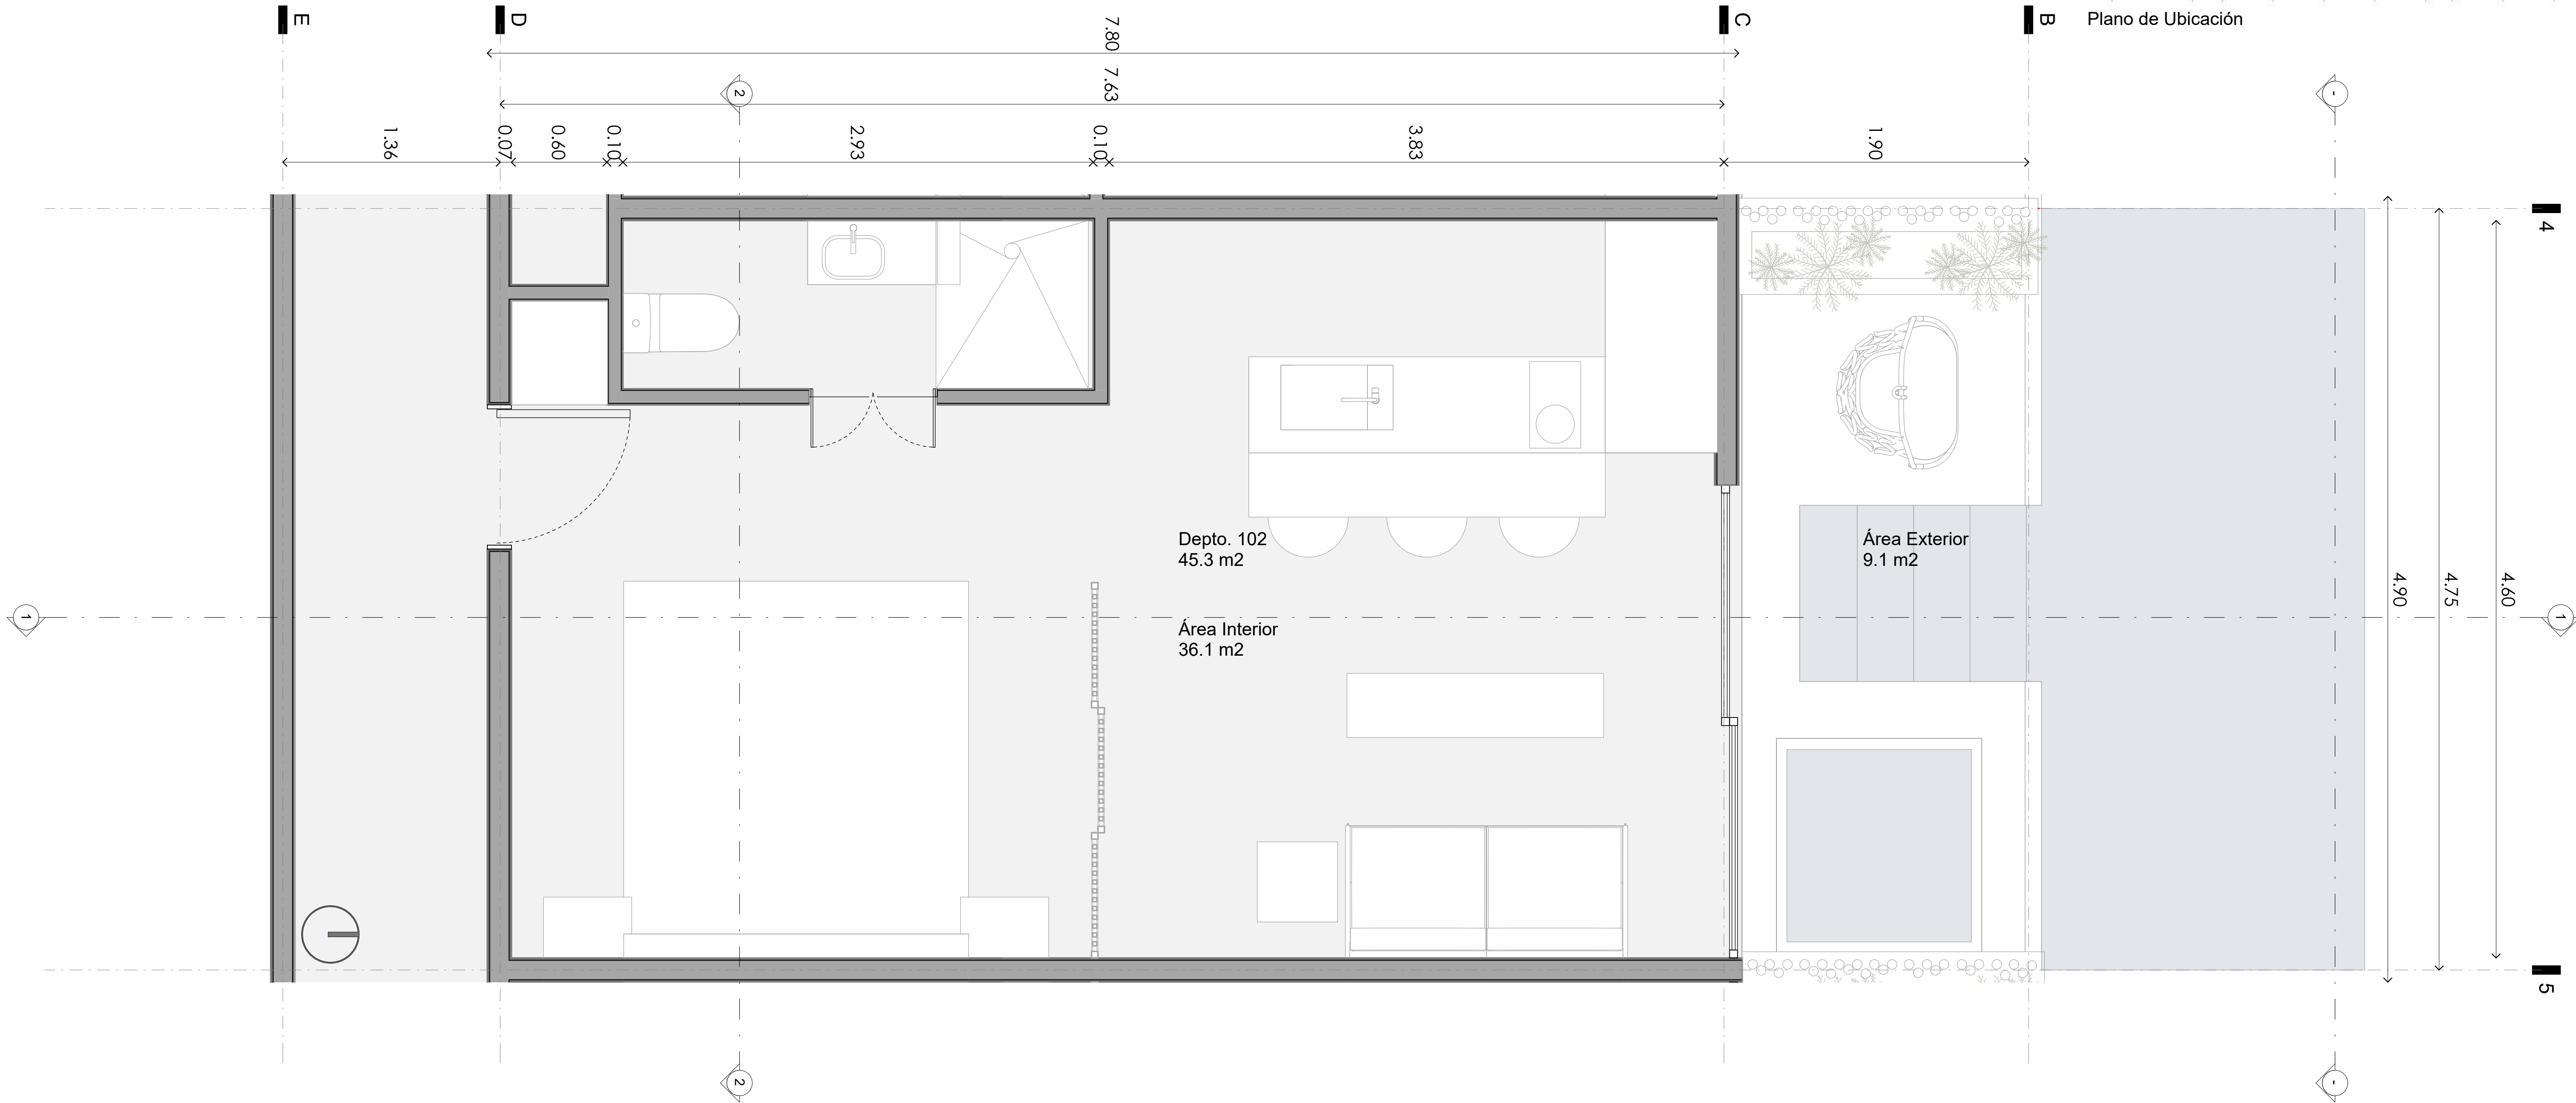 E
D
C
B
Plano de Ubicación
7.80
7.63
2
-
1.36
0.07
0.60
0.10
2.93
0.10
3.83
1.90
4
Depto. 102
45.3 m2
Área Exterior
9.1 m2
4.90
4.75
4.60
1
1
Área Interior
36.1 m2
5
2
-